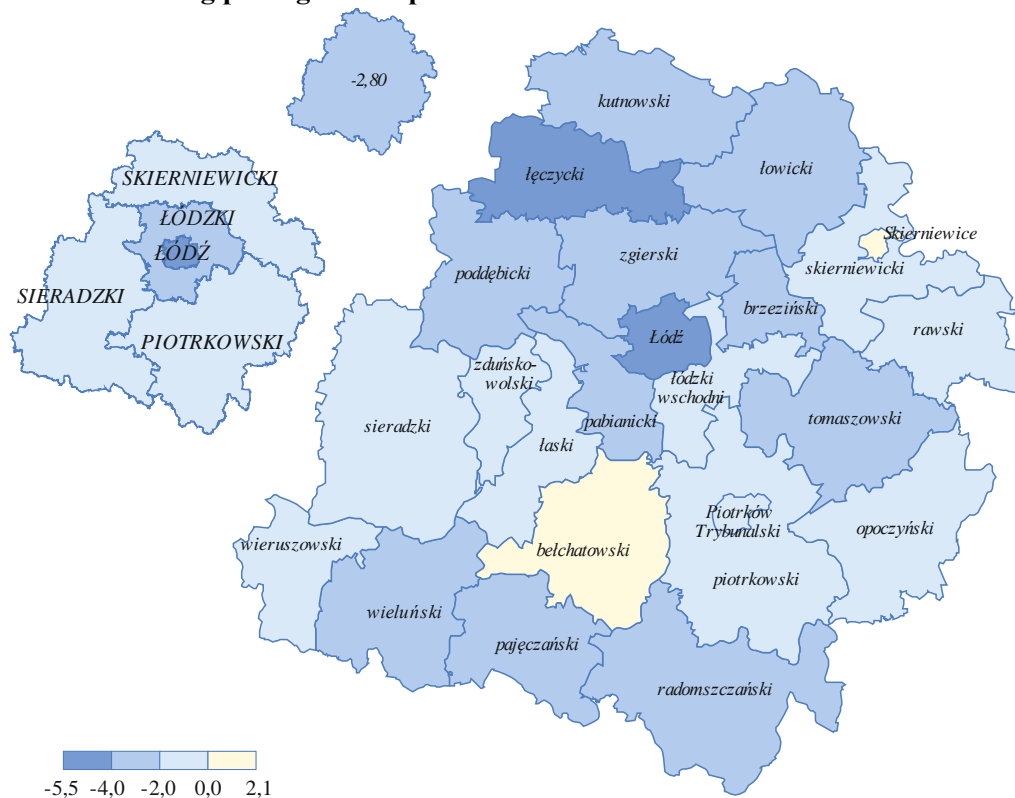 -2,80
kutnowski
łęczycki
łowicki
SKIERNIEWICKI
ŁÓDZKI
ŁÓDŹ
SIERADZKI
PIOTRKOWSKI
Skierniewice
skierniewicki
zgierski
poddębicki
brzeziński
rawski
Łódź
zduńsko-
wolski
łódzki
wschodni
sieradzki
łaski
pabianicki
tomaszowski
Piotrków
Trybunalski
opoczyński
wieruszowski
bełchatowski
piotrkowski
wieluński
pajęczański
radomszczański
-5,5 -4,0 -2,0 0,0 2,1